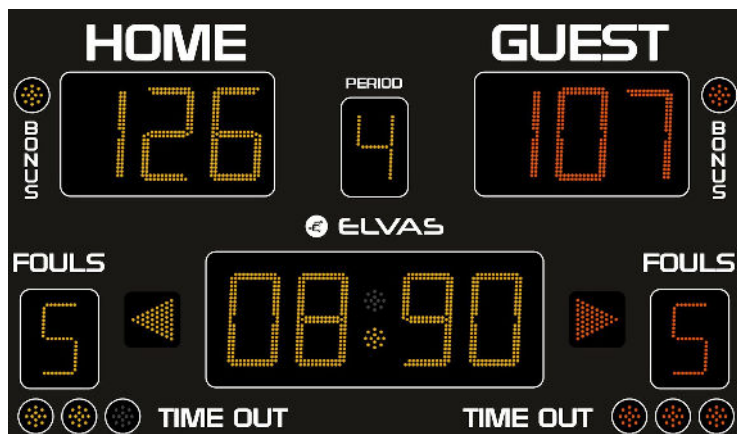 HOME GUEST
PERIOD
BONUS 126 4 107 BONUS
ELVAS
FOULS FOULS
5 08.90 5
TIME OUT TIME OUT